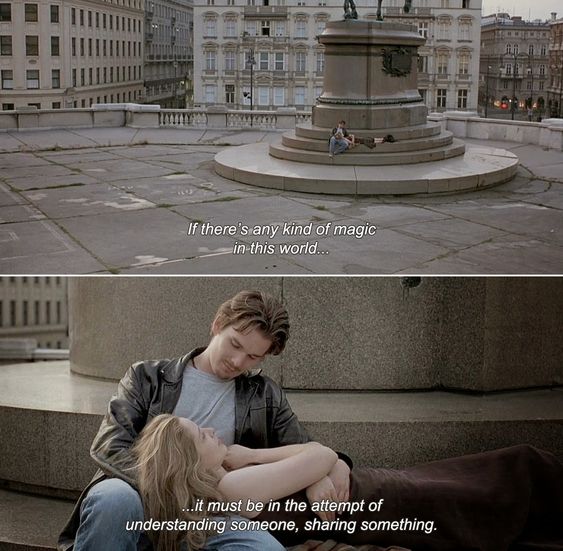 If there's any kind of magic
in this world...
...it must be in the attempt of
understanding someone, sharing something.